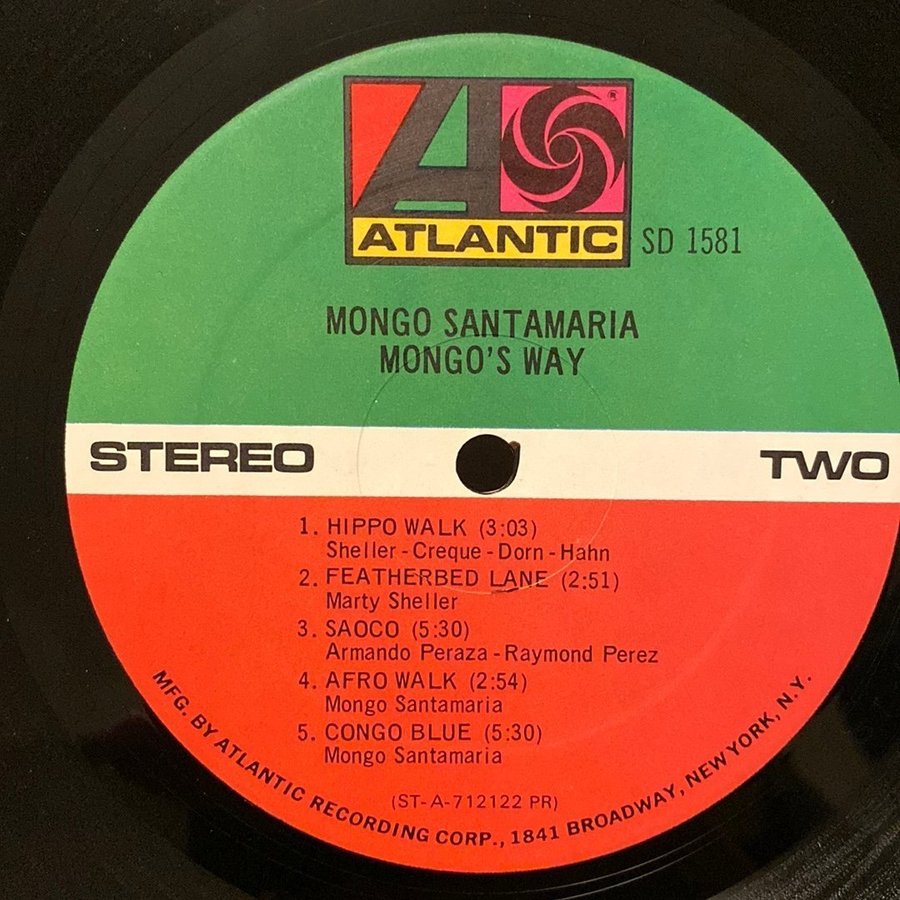 ATLANTIC
®
SD 1581
MONGO SANTAMARIA
MONGO'S WAY
STEREO
TWO
1. HIPPO WALK (3:03)
Sheller - Creque - Dorn - Hahn
2. FEATHERBED LANE (2:51)
Marty Sheller
3. SAOCO (5:30)
Armando Peraza - Raymond Perez
4. AFRO WALK (2:54)
Mongo Santamaria
5. CONGO BLUE (5:30)
Mongo Santamaria
(ST-A-712122 PR)
MFG. BY ATLANTIC RECORDING CORP., 1841 BROADWAY, NEW YORK, N.Y.